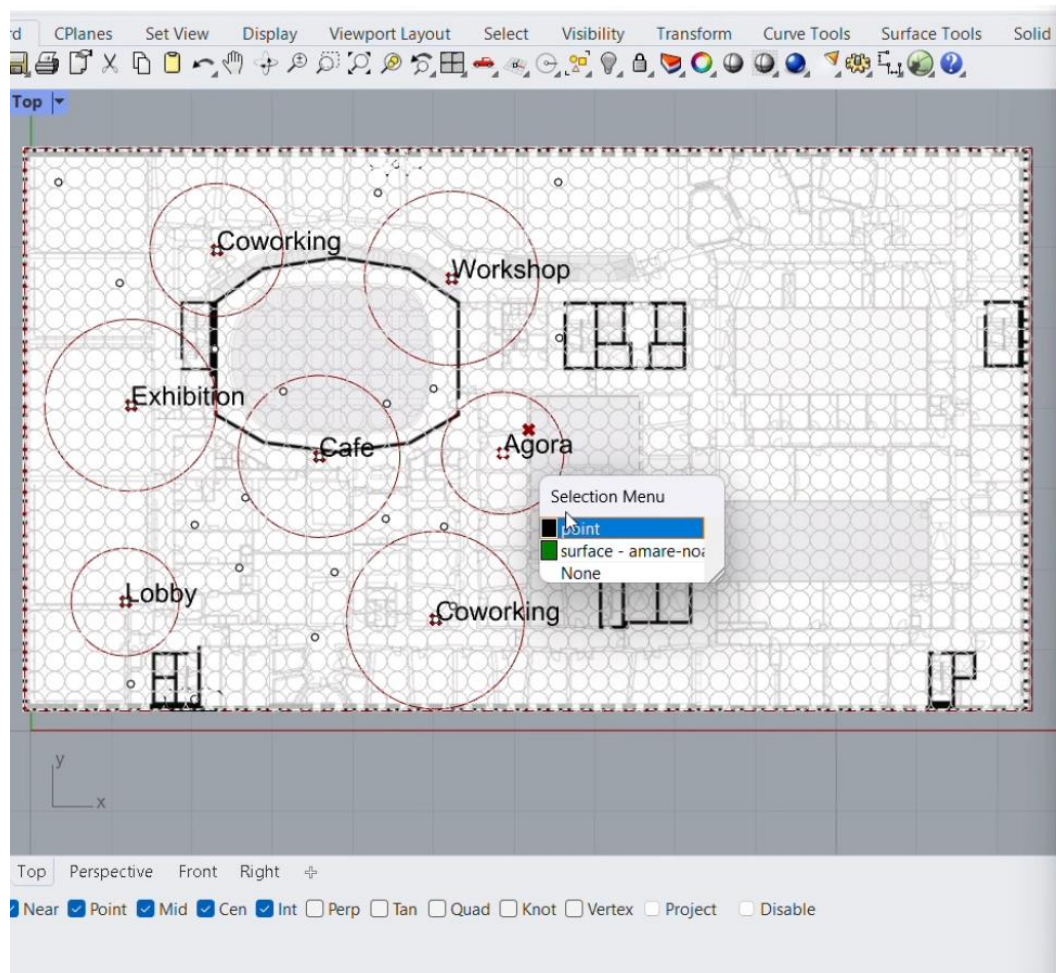 rd CPlanes Set View Display Viewport Layout Select Visibility Transform Curve Tools Surface Tools Solid
Top
Coworking
Workshop
Exhibition
Cafe
Agora
Selection Menu
point
surface - amare-noa
None
Lobby
Coworking
y
x
Top Perspective Front Right
Near Point Mid Cen Int Perp Tan Quad Knot Vertex Project Disable